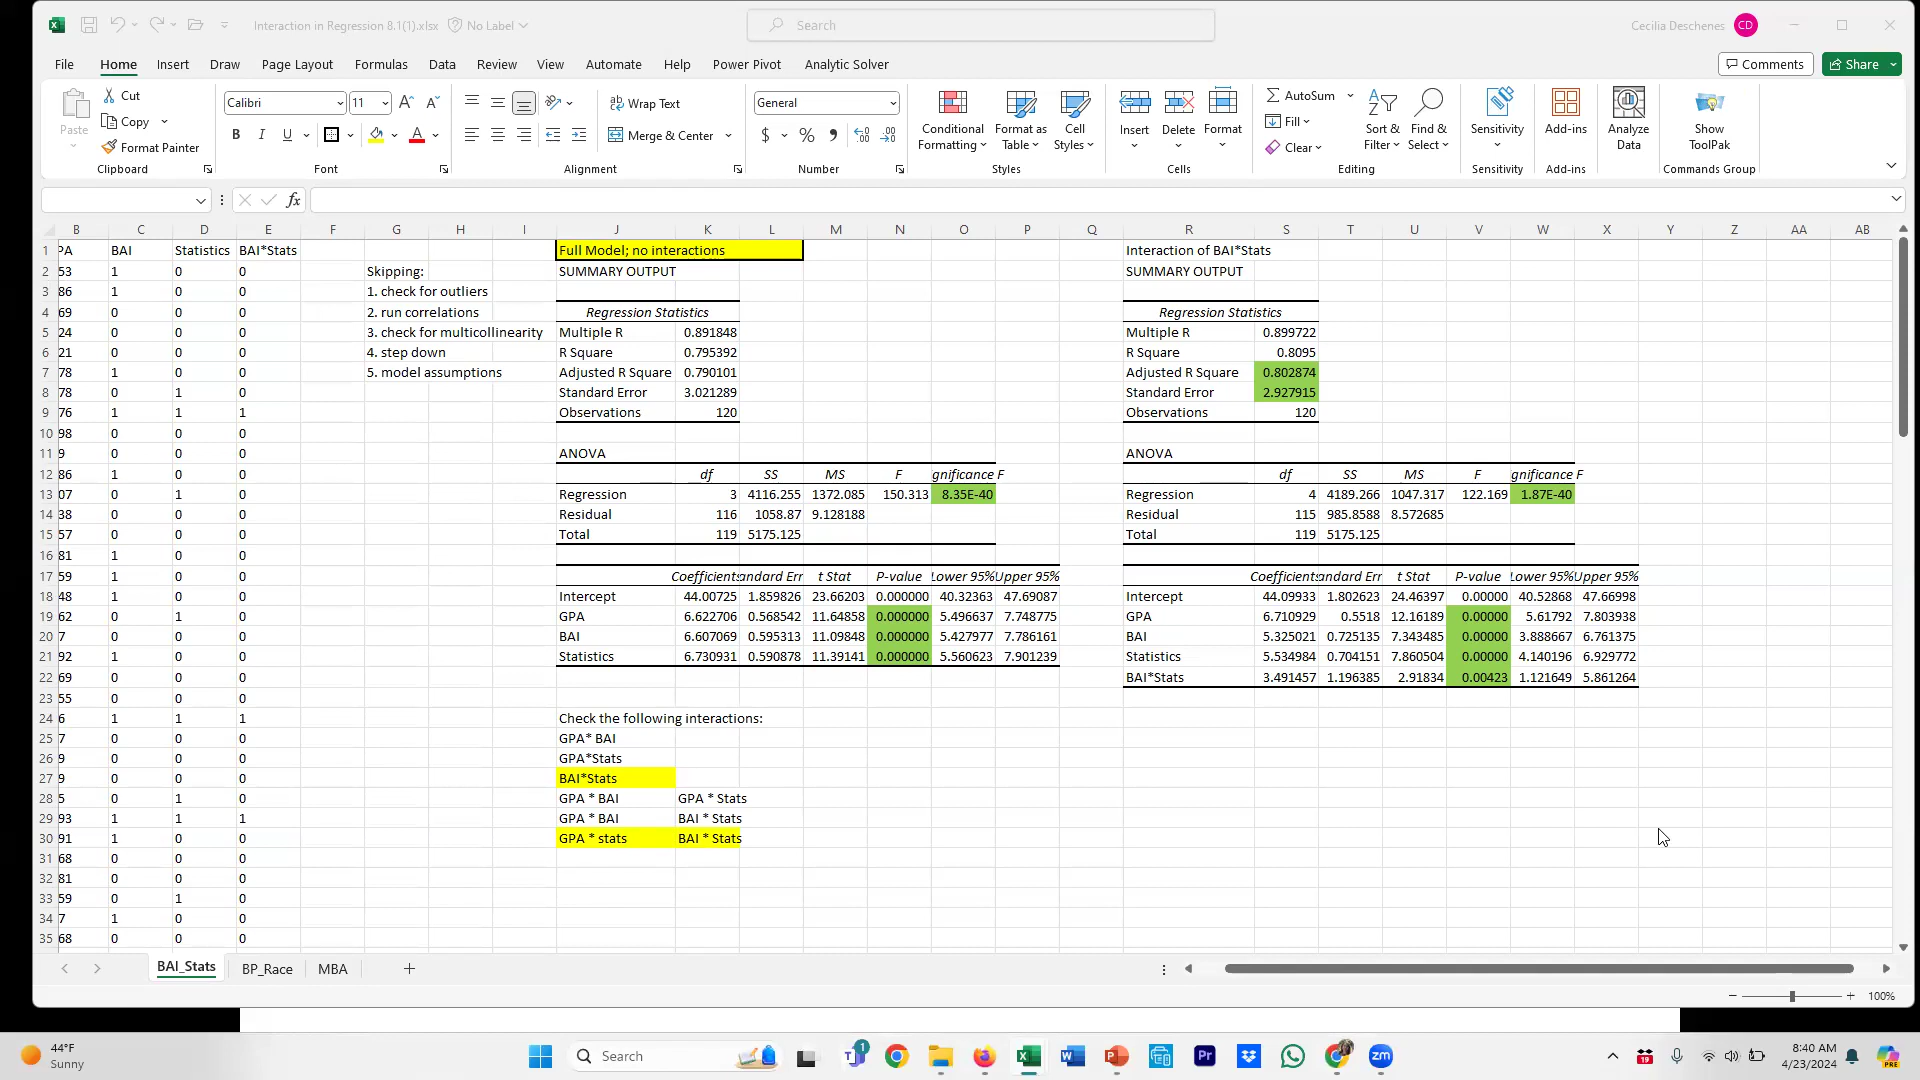 Interaction in Regression 8.1(1).xlsx No Label
Search
Cecilia Deschenes CD
File Home Insert Draw Page Layout Formulas Data Review View Automate Help Power Pivot Analytic Solver
Comments Share
Paste Cut Copy Format Painter
Calibri 11
B I U
Wrap Text
Merge & Center
General
$ % 9
Conditional Formatting Format as Table Cell Styles
Insert Delete Format
AutoSum
Fill
Clear
Sort & Filter Find & Select
Sensitivity
Add-ins
Analyze Data
Show ToolPak
Clipboard Font Alignment Number Styles Cells Editing Sensitivity Add-ins Commands Group
fx
B C D E F G H I J K L M N O P Q R S T U V W X Y Z AA AB
1 PA BAI Statistics BAI*Stats Full Model; no interactions Interaction of BAI*Stats
2 53 1 0 0 Skipping: SUMMARY OUTPUT SUMMARY OUTPUT
3 86 1 0 0 1. check for outliers
4 69 0 0 0 2. run correlations Regression Statistics Regression Statistics
5 24 0 0 0 3. check for multicollinearity Multiple R 0.891848 Multiple R 0.899722
6 21 0 0 0 4. step down R Square 0.795392 R Square 0.8095
7 78 1 0 0 5. model assumptions Adjusted R Square 0.790101 Adjusted R Square 0.802874
8 78 0 1 0 Standard Error 3.021289 Standard Error 2.927915
9 76 1 1 1 Observations 120 Observations 120
10 98 0 0 0
11 9 0 0 0 ANOVA ANOVA
12 86 1 0 0 df SS MS F gnificance F df SS MS F gnificance F
13 07 0 1 0 Regression 3 4116.255 1372.085 150.313 8.35E-40 Regression 4 4189.266 1047.317 122.169 1.87E-40
14 38 0 0 0 Residual 116 1058.87 9.128188 Residual 115 985.8588 8.572685
15 57 0 0 0 Total 119 5175.125 Total 119 5175.125
16 81 1 0 0
17 59 1 0 0 Coefficients andard Err t Stat P-value Lower 95% Upper 95% Coefficients andard Err t Stat P-value Lower 95% Upper 95%
18 48 1 0 0 Intercept 44.00725 1.859826 23.66203 0.000000 40.32363 47.69087 Intercept 44.09933 1.802623 24.46397 0.00000 40.52868 47.66998
19 62 0 1 0 GPA 6.622706 0.568542 11.64858 0.000000 5.496637 7.748775 GPA 6.710929 0.5518 12.16189 0.00000 5.61792 7.803938
20 7 0 0 0 BAI 6.607069 0.595313 11.09848 0.000000 5.427977 7.786161 BAI 5.325021 0.725135 7.343485 0.00000 3.888667 6.761375
21 92 1 0 0 Statistics 6.730931 0.590878 11.39141 0.000000 5.560623 7.901239 Statistics 5.534984 0.704151 7.860504 0.00000 4.140196 6.929772
22 69 0 0 0 BAI*Stats 3.491457 1.196385 2.91834 0.00423 1.121649 5.861264
23 55 0 0 0
24 6 1 1 1 Check the following interactions:
25 7 0 0 0 GPA* BAI
26 9 0 0 0 GPA*Stats
27 9 0 0 0 BAI*Stats
28 5 0 1 0 GPA * BAI GPA * Stats
29 93 1 1 1 GPA * BAI BAI * Stats
30 91 1 0 0 GPA * stats BAI * Stats
31 68 0 0 0
32 81 0 0 0
33 59 0 1 0
34 7 1 0 0
35 68 0 0 0
BAI_Stats BP_Race MBA
100%
44°F
Sunny
Search
1
Pr
zm
19
8:40 AM
4/23/2024
PRE